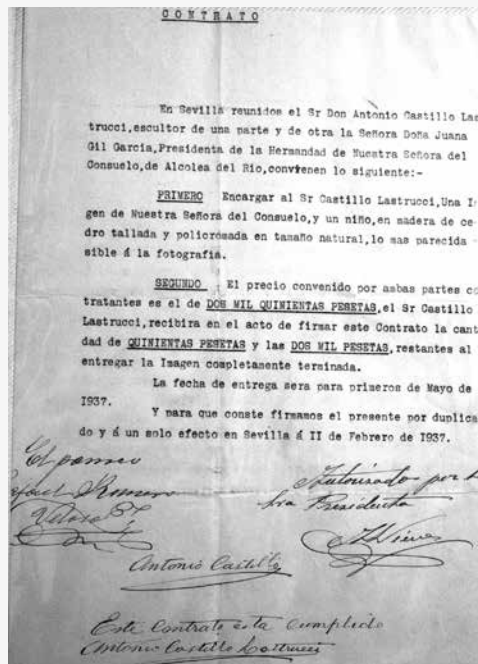 CONTRATO
En Sevilla reunidos el Sr Don Antonio Castillo Las
trucci,escultor de una parte y de otra la Señora Doña Juana
Gil Garcia,Presidenta de la Hermandad de Nuestra Señora del
Consuelo,de Alcolea del Rio,convienen lo siguiente:-
PRIMERO Encargar al Sr Castillo Lastrucci,Una I
gen de Nuestra Señora del Consuelo,y un niño,en madera de ce
dro tallada y policromada en tamaño natural,lo mas parecida
sible á la fotografia.
SEGUNDO El precio convenido por ambas partes co
tratantes es el de DOS MIL QUINIENTAS PESETAS,el Sr Castillo
Lastrucci,recibira en el acto de firmar este Contrato la cant
dad de QUINIENTAS PESETAS y las DOS MIL PESETAS,restantes al
entregar la Imagen completamente terminada.
La fecha de entrega sera para primeros de Mayo de
1937.
Y para que conste firmamos el presente por duplica
do y á un solo efecto en Sevilla á II de Febrero de 1937.
El parroco
Autorizado por l
Romero
Presidenta
Antonio Castillo
Este Contrato esta Cumplido
Antonio Castillo Lastrucci